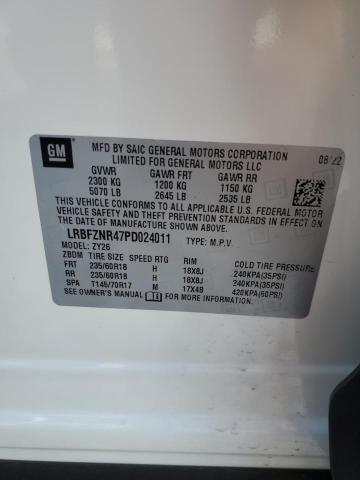 GM
MFD BY SAIC GENERAL MOTORS CORPORATION
LIMITED FOR GENERAL MOTORS LLC
08/22
GVWR GAWR FRT GAWR RR
2300 KG 1200 KG 1150 KG
5070 LB 2645 LB 2535 LB
THIS VEHICLE CONFORMS TO ALL APPLICABLE
U.S. FEDERAL MOTOR VEHICLE SAFETY, BUMPER,
AND THEFT PREVENTION STANDARDS IN
EFFECT ON THE DATE OF MANUFACTURE
SHOWN ABOVE.
LRBFZNR47PD024011 TYPE: M.P.V.
MODEL: ZY26
ZBDM TIRE SIZE SPEED RTG RIM COLD TIRE PRESSURE
FRT 235/60R18 H 18X8J 240KPA(35PSI)
RR 235/60R18 H 18X8J 240KPA(35PSI)
SPA T145/70R17 M 17X4B 420KPA(60PSI)
SEE OWNER'S MANUAL FOR ADDITIONAL INFORMATION